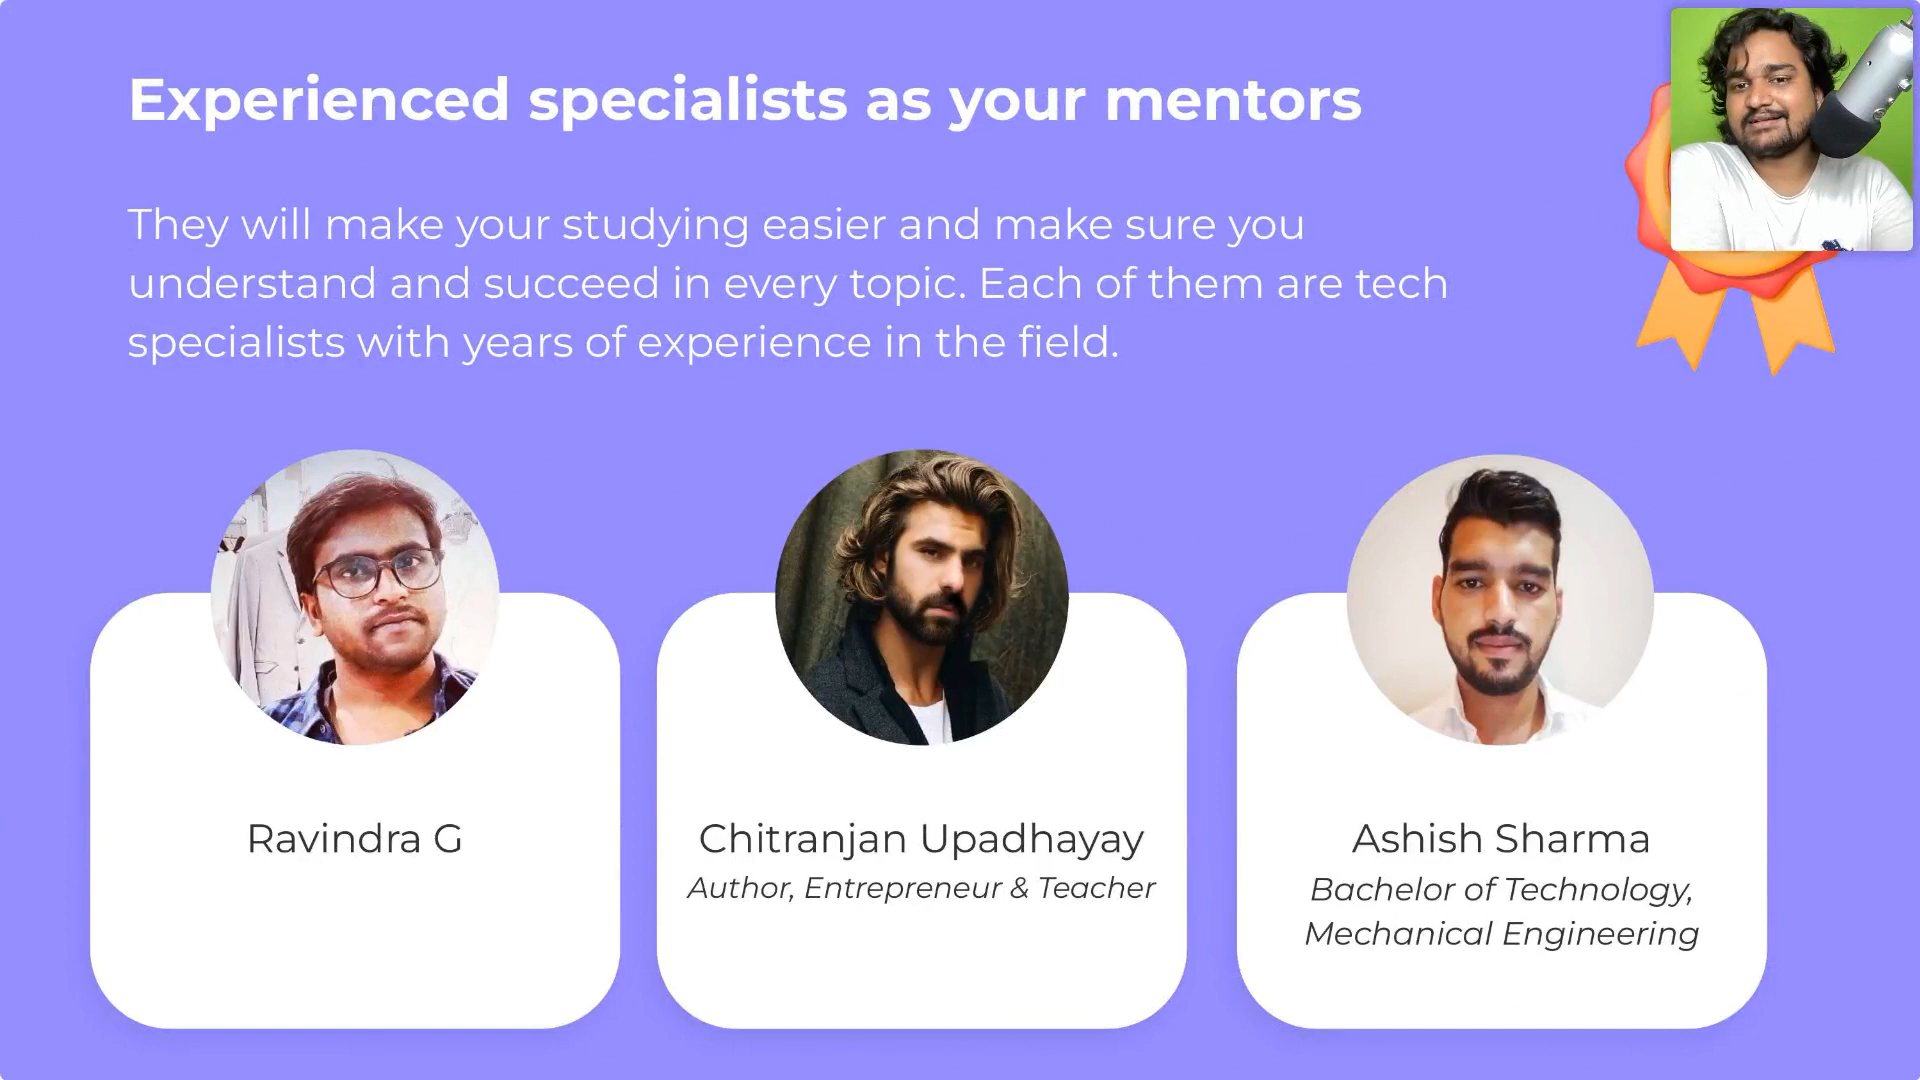 Experienced specialists as your mentors
They will make your studying easier and make sure you
understand and succeed in every topic. Each of them are tech
specialists with years of experience in the field.
Ravindra G
Chitranjan Upadhayay
Author, Entrepreneur & Teacher
Ashish Sharma
Bachelor of Technology,
Mechanical Engineering